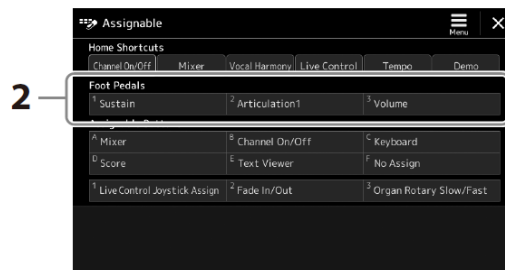 Assignable
Menu
Home Shortcuts
Channel On/Off Mixer Vocal Harmony Live Control Tempo Demo
2
Foot Pedals
1 Sustain 2 Articulation1 3 Volume
A Mixer B Channel On/Off C Keyboard
D Score E Text Viewer F No Assign
1 Live Control Joystick Assign 2 Fade In/Out 3 Organ Rotary Slow/Fast